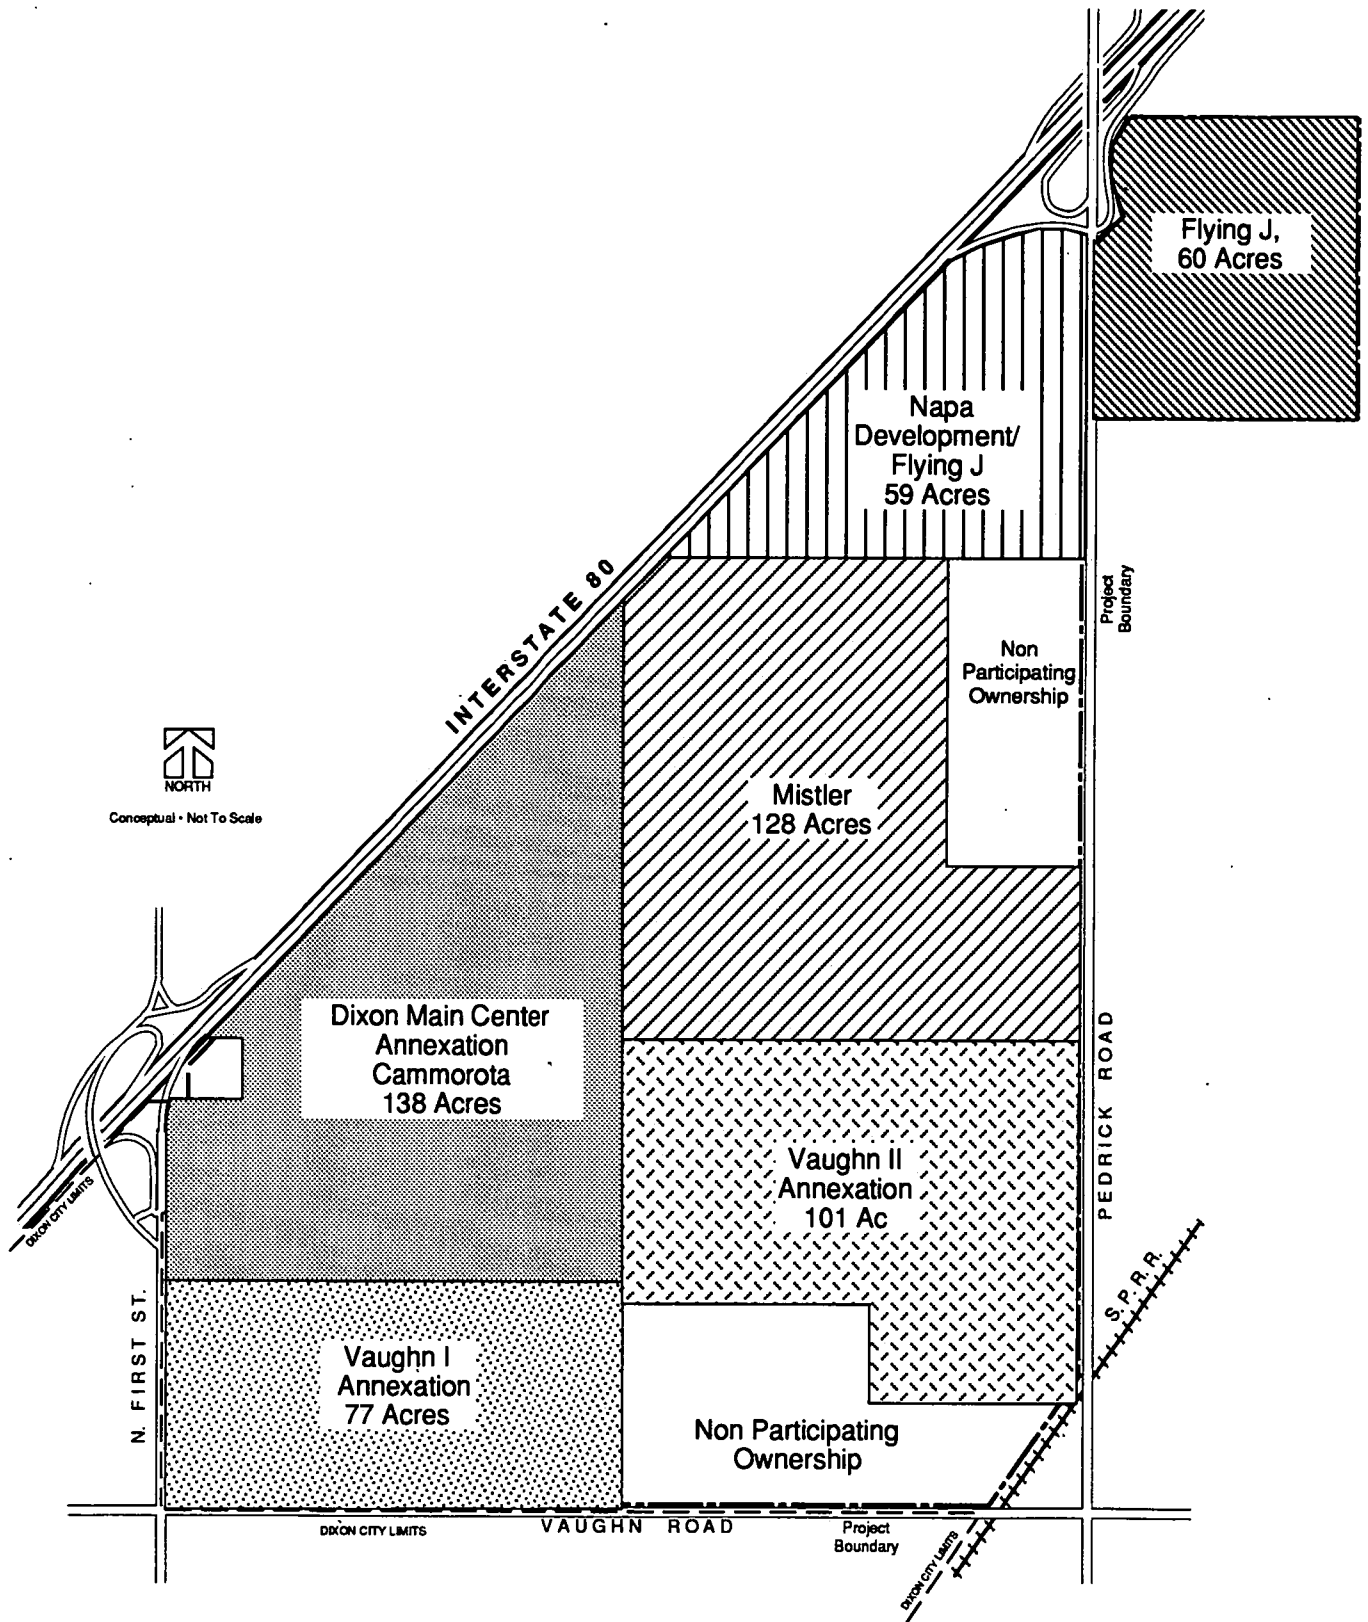 Flying J,
60 Acres
Napa
Development/
Flying J
59 Acres
INTERSTATE 80
Project
Boundary
Non
Participating
Ownership
NORTH
Conceptual • Not To Scale
Mistler
128 Acres
Dixon Main Center
Annexation
Cammorota
138 Acres
PEDRICK ROAD
Vaughn II
Annexation
101 Ac
DIXON CITY LIMITS
S.P.R.R.
N. FIRST ST.
Vaughn I
Annexation
77 Acres
Non Participating
Ownership
DIXON CITY LIMITS
VAUGHN ROAD
Project
Boundary
DIXON CITY LIMITS